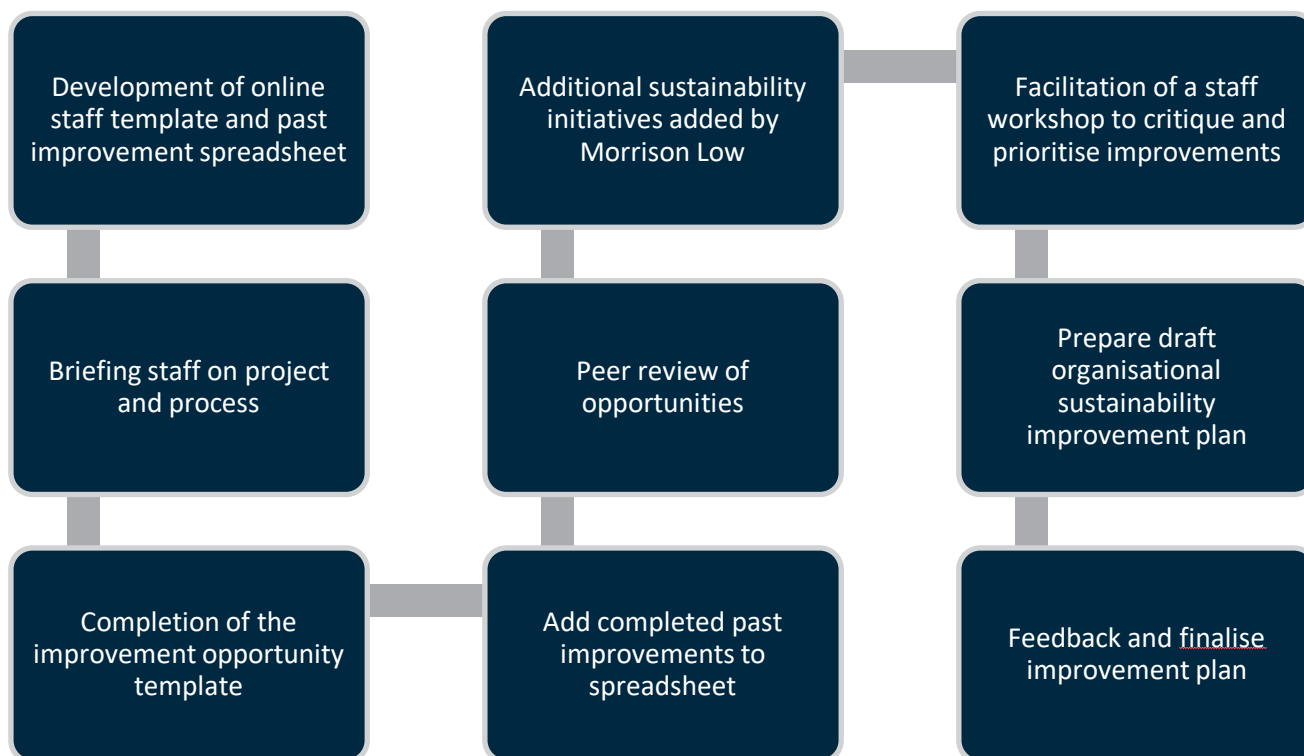 Development of online
staff template and past
improvement spreadsheet
Briefing staff on project
and process
Completion of the
improvement opportunity
template
Add completed past
improvements to
spreadsheet
Peer review of
opportunities
Additional sustainability
initiatives added by
Morrison Low
Facilitation of a staff
workshop to critique and
prioritise improvements
Prepare draft
organisational
sustainability
improvement plan
Feedback and finalise
improvement plan